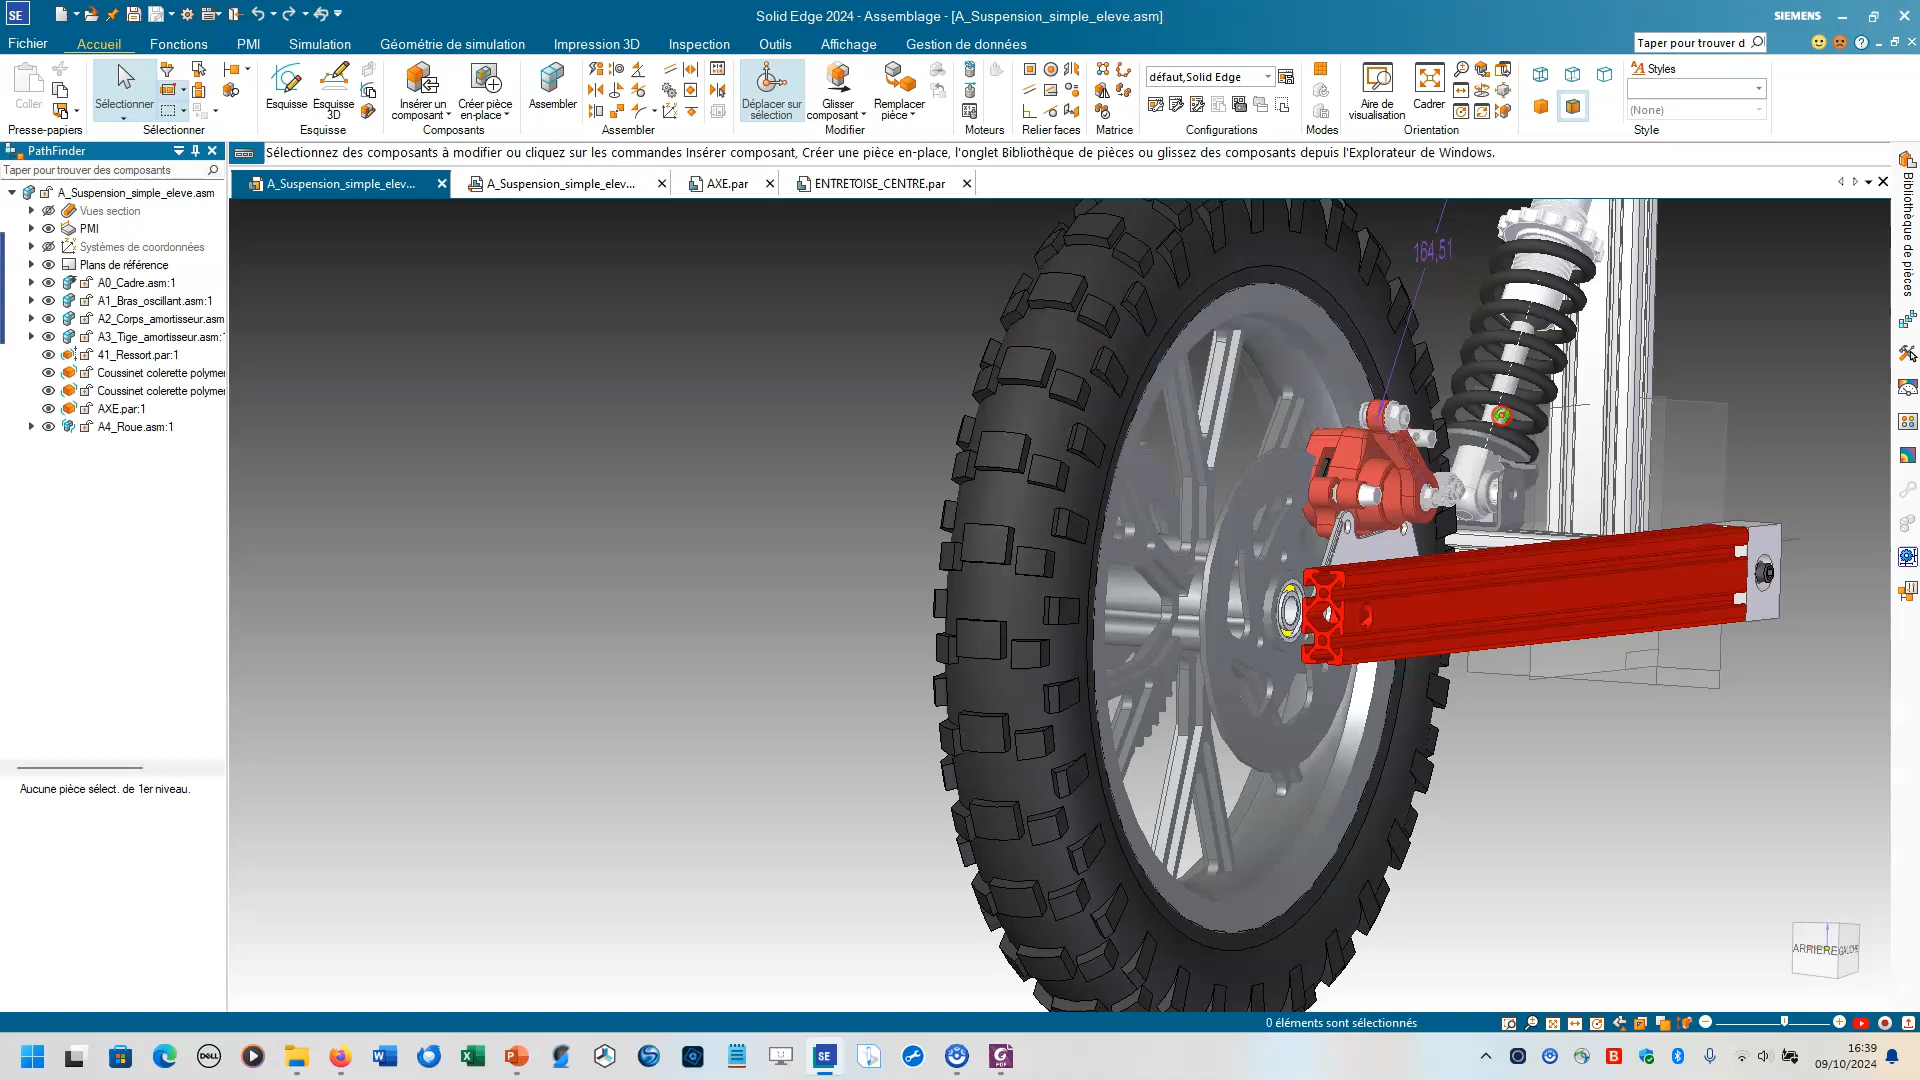 SE
Solid Edge 2024 - Assemblage - [A_Suspension_simple_eleve.asm]
SIEMENS
Fichier Accueil Fonctions PMI Simulation Géométrie de simulation Impression 3D Inspection Outils Affichage Gestion de données
Taper pour trouver d
Coller
Presse-papiers
Sélectionner
Sélectionner
Esquisse
Esquisse 3D
Esquisse
Insérer un composant
Créer pièce en-place
Composants
Assembler
Assembler
Déplacer sur sélection
Glisser composant
Remplacer pièce
Modifier
Moteurs
Relier faces
Matrice
défaut,Solid Edge
Configurations
Modes
Aire de visualisation
Cadrer
Orientation
Styles
(None)
Style
PathFinder
Sélectionnez des composants à modifier ou cliquez sur les commandes Insérer composant, Créer une pièce en-place, l'onglet Bibliothèque de pièces ou glissez des composants depuis l'Explorateur de Windows.
Taper pour trouver des composants
A_Suspension_simple_elev...
A_Suspension_simple_elev...
AXE.par
ENTRETOISE_CENTRE.par
A_Suspension_simple_eleve.asm
Vues section
PMI
Systèmes de coordonnées
Plans de référence
A0_Cadre.asm:1
A1_Bras_oscillant.asm:1
A2_Corps_amortisseur.asm
A3_Tige_amortisseur.asm:
41_Ressort.par:1
Coussinet colerette polymer
Coussinet colerette polymer
AXE.par:1
A4_Roue.asm:1
Aucune pièce sélect. de 1er niveau.
164,51
Bibliothèque de pièces
ARRIERE
GAUCHE
0 éléments sont sélectionnés
DELL
SE
16:39
09/10/2024